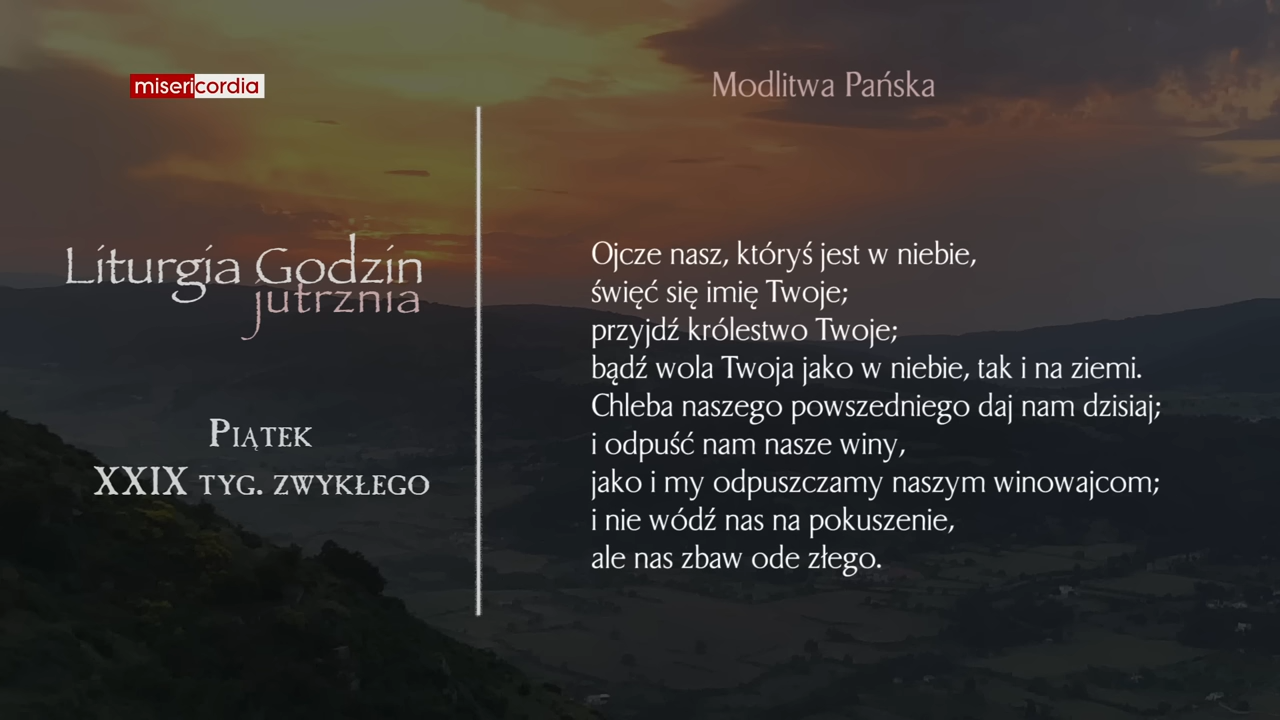 misericordia
Liturgia Godzin
jutrznia
Piątek
XXIX tyg. zwykłego
Modlitwa Pańska
Ojcze nasz, któryś jest w niebie,
święć się imię Twoje;
przyjdź królestwo Twoje;
bądź wola Twoja jako w niebie, tak i na ziemi.
Chleba naszego powszedniego daj nam dzisiaj;
i odpuść nam nasze winy,
jako i my odpuszczamy naszym winowajcom;
i nie wódź nas na pokuszenie,
ale nas zbaw ode złego.